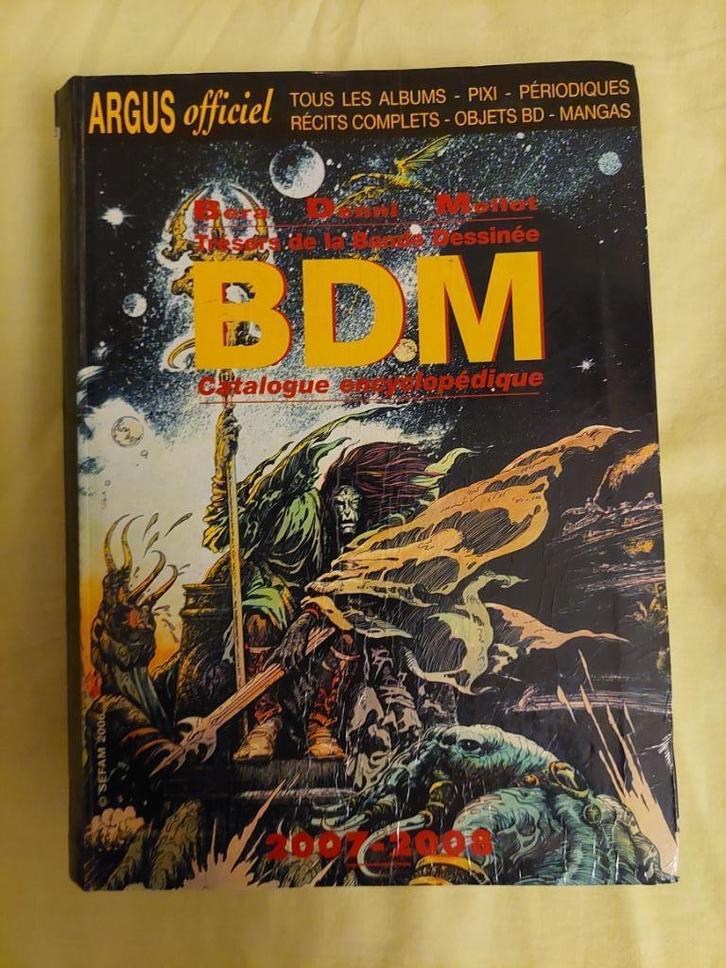 ARGUS officiel
TOUS LES ALBUMS - PIXI - PÉRIODIQUES
RÉCITS COMPLETS - OBJETS BD - MANGAS
Bera Denni Mellot
Trésors de la Bande Dessinée
BDM
Catalogue encyclopédique
© SEFAM 2006
2007-2008